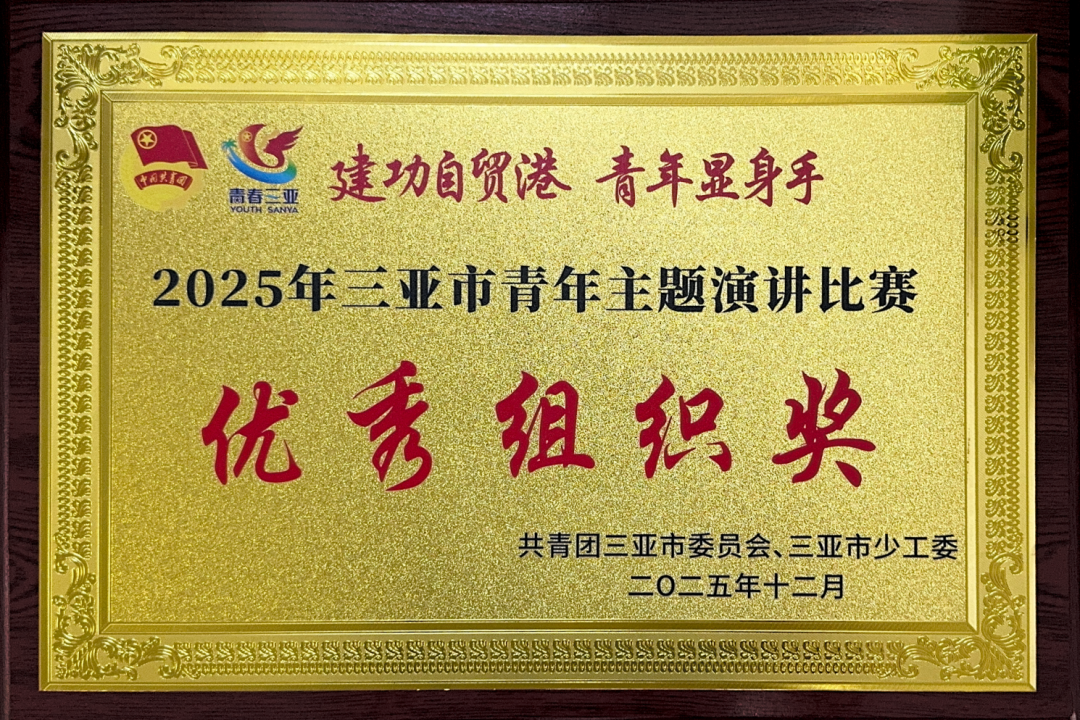 中国共青团
青春三亚
YOUTH SANYA
建功自贸港 青年显身手
2025年三亚市青年主题演讲比赛
优秀组织奖
共青团三亚市委员会、三亚市少工委
二〇二五年十二月